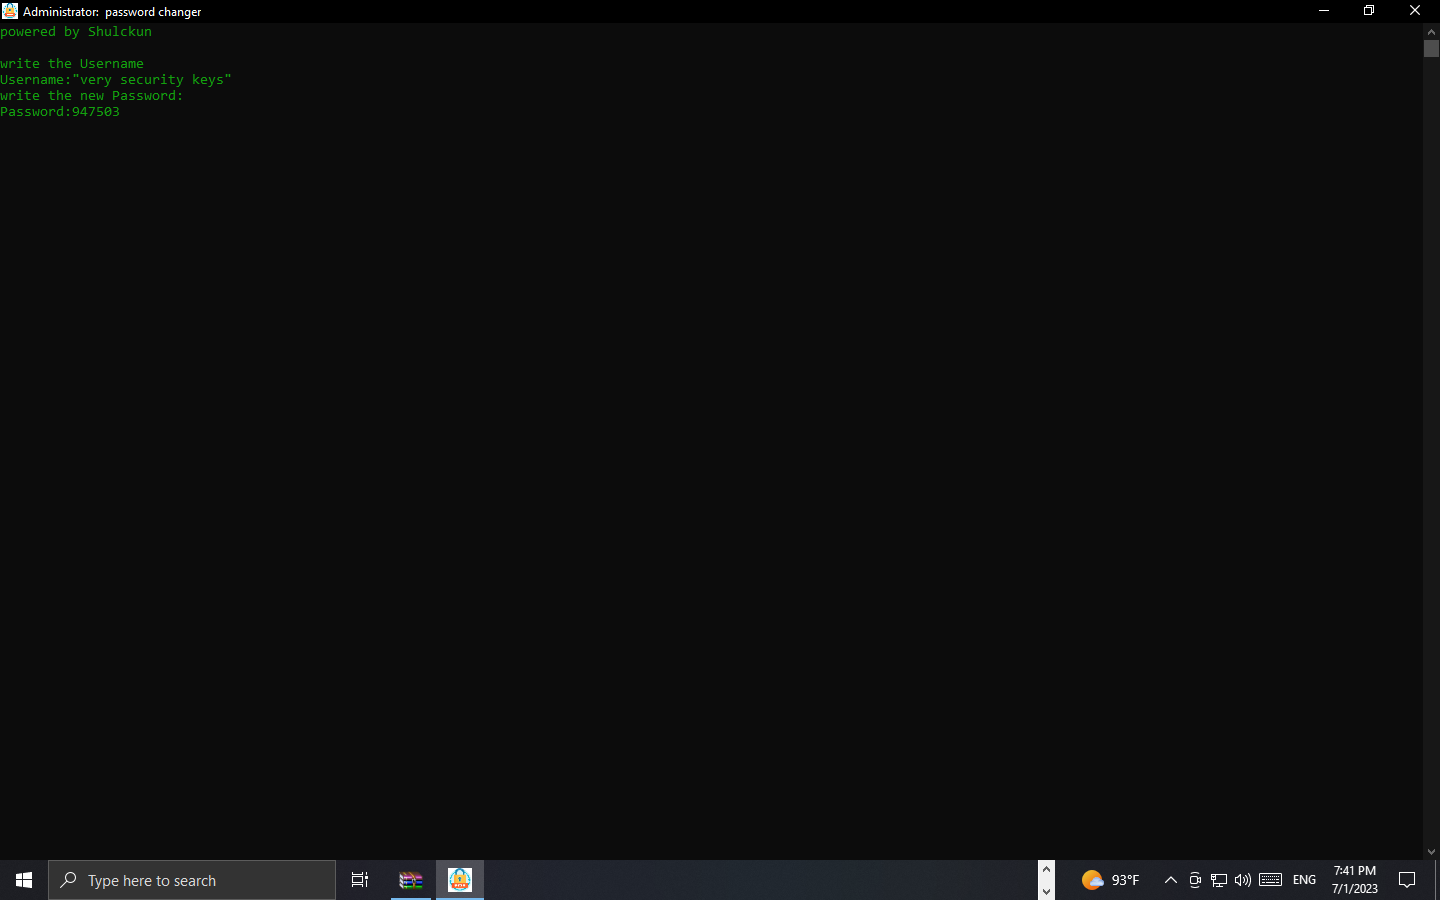 Administrator:  password changer
powered by Shulckun
write the Username
Username:"very security keys"
write the new Password:
Password:947503
Type here to search
93°F
ENG
7:41 PM
7/1/2023